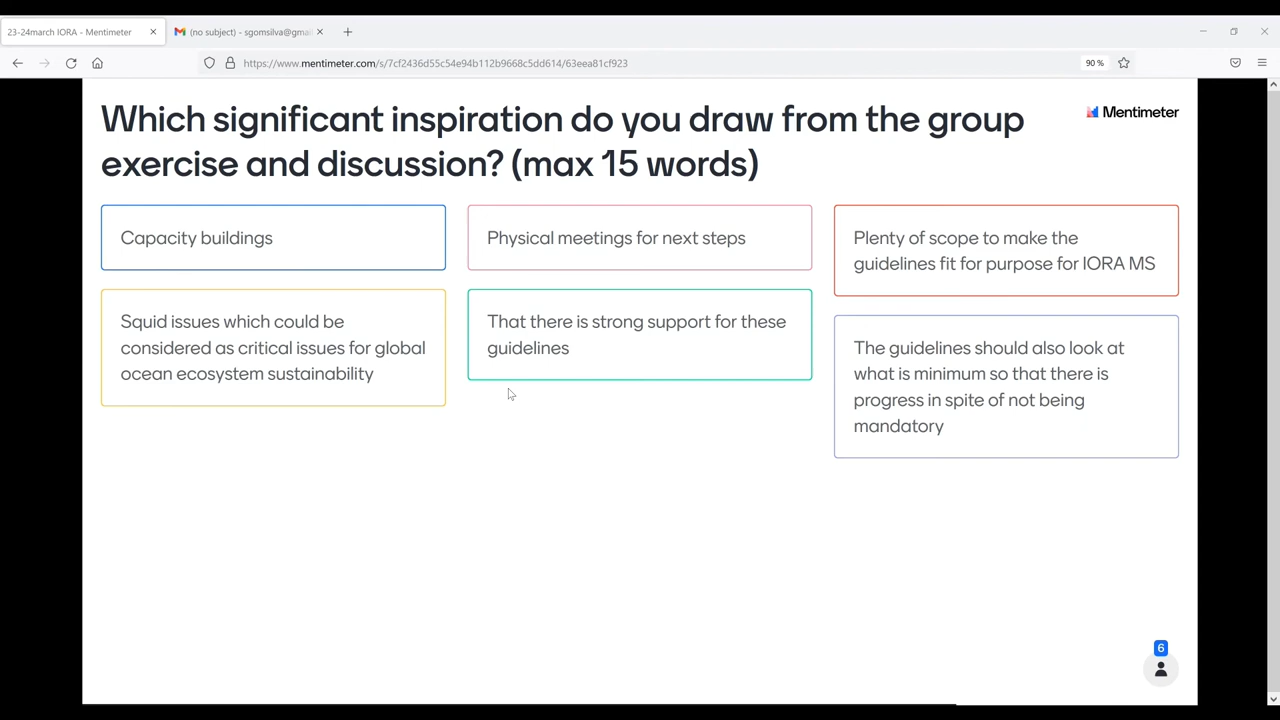 23-24march IORA - Mentimeter
(no subject) - sgomsilva@gmai
https://www.mentimeter.com/s/7cf2436d55c54e94b112b9668c5dd614/63eea81cf923
90 %
Which significant inspiration do you draw from the group
exercise and discussion? (max 15 words)
Mentimeter
Capacity buildings
Physical meetings for next steps
Plenty of scope to make the
guidelines fit for purpose for IORA MS
Squid issues which could be
considered as critical issues for global
ocean ecosystem sustainability
That there is strong support for these
guidelines
The guidelines should also look at
what is minimum so that there is
progress in spite of not being
mandatory
6